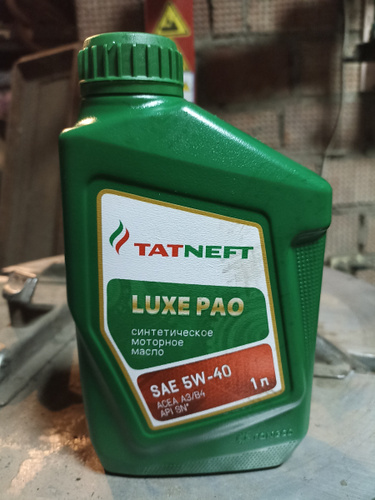 TATNEFT
LUXE PAO
синтетическое
моторное
масло
SAE 5W-40
ACEA A3/B4
API SN*
1 л